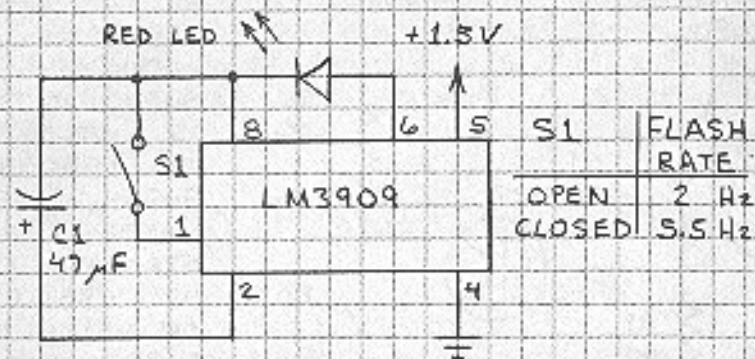 RED LED
+1.5V
8
6
5
S1
LM3909
1
+
C1
47 µF
2
4
S1 FLASH RATE
OPEN 2 Hz
CLOSED 5.5 Hz